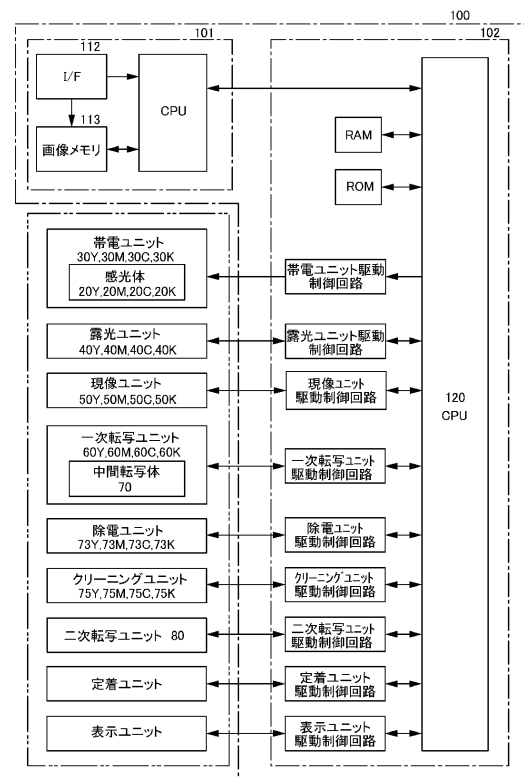 100
101
102
112
I/F
113
画像メモリ
CPU
RAM
ROM
120
CPU
帯電ユニット
30Y,30M,30C,30K
感光体
20Y,20M,20C,20K
帯電ユニット駆動
制御回路
露光ユニット
40Y,40M,40C,40K
露光ユニット駆動
制御回路
現像ユニット
50Y,50M,50C,50K
現像ユニット
駆動制御回路
一次転写ユニット
60Y,60M,60C,60K
中間転写体
70
一次転写ユニット
駆動制御回路
除電ユニット
73Y,73M,73C,73K
除電ユニット
駆動制御回路
クリーニングユニット
75Y,75M,75C,75K
クリーニングユニット
駆動制御回路
二次転写ユニット 80
二次転写ユニット
駆動制御回路
定着ユニット
定着ユニット
駆動制御回路
表示ユニット
表示ユニット
駆動制御回路